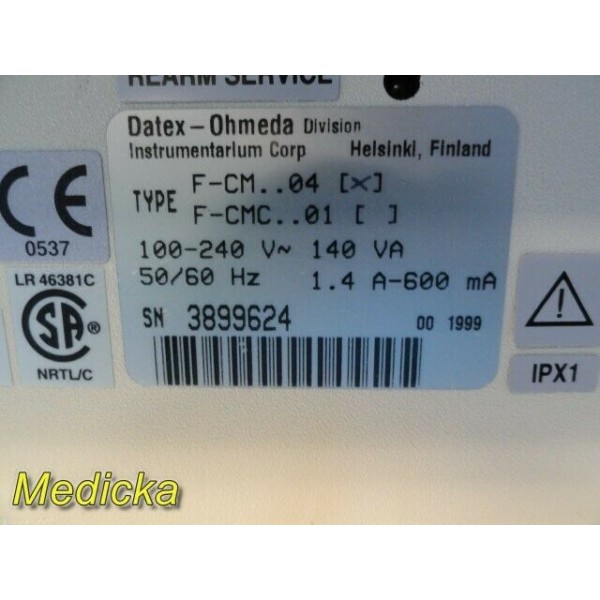 REARM SERVICE
Datex-Ohmeda Division
Instrumentarium Corp Helsinki, Finland
TYPE F-CM..04 [X]
F-CMC..01 [ ]
100-240 V~ 140 VA
50/60 Hz 1.4 A-600 mA
SN 3899624 00 1999
CE
0537
LR 46381C
SA ®
NRTL/C
!
IPX1
Medicka